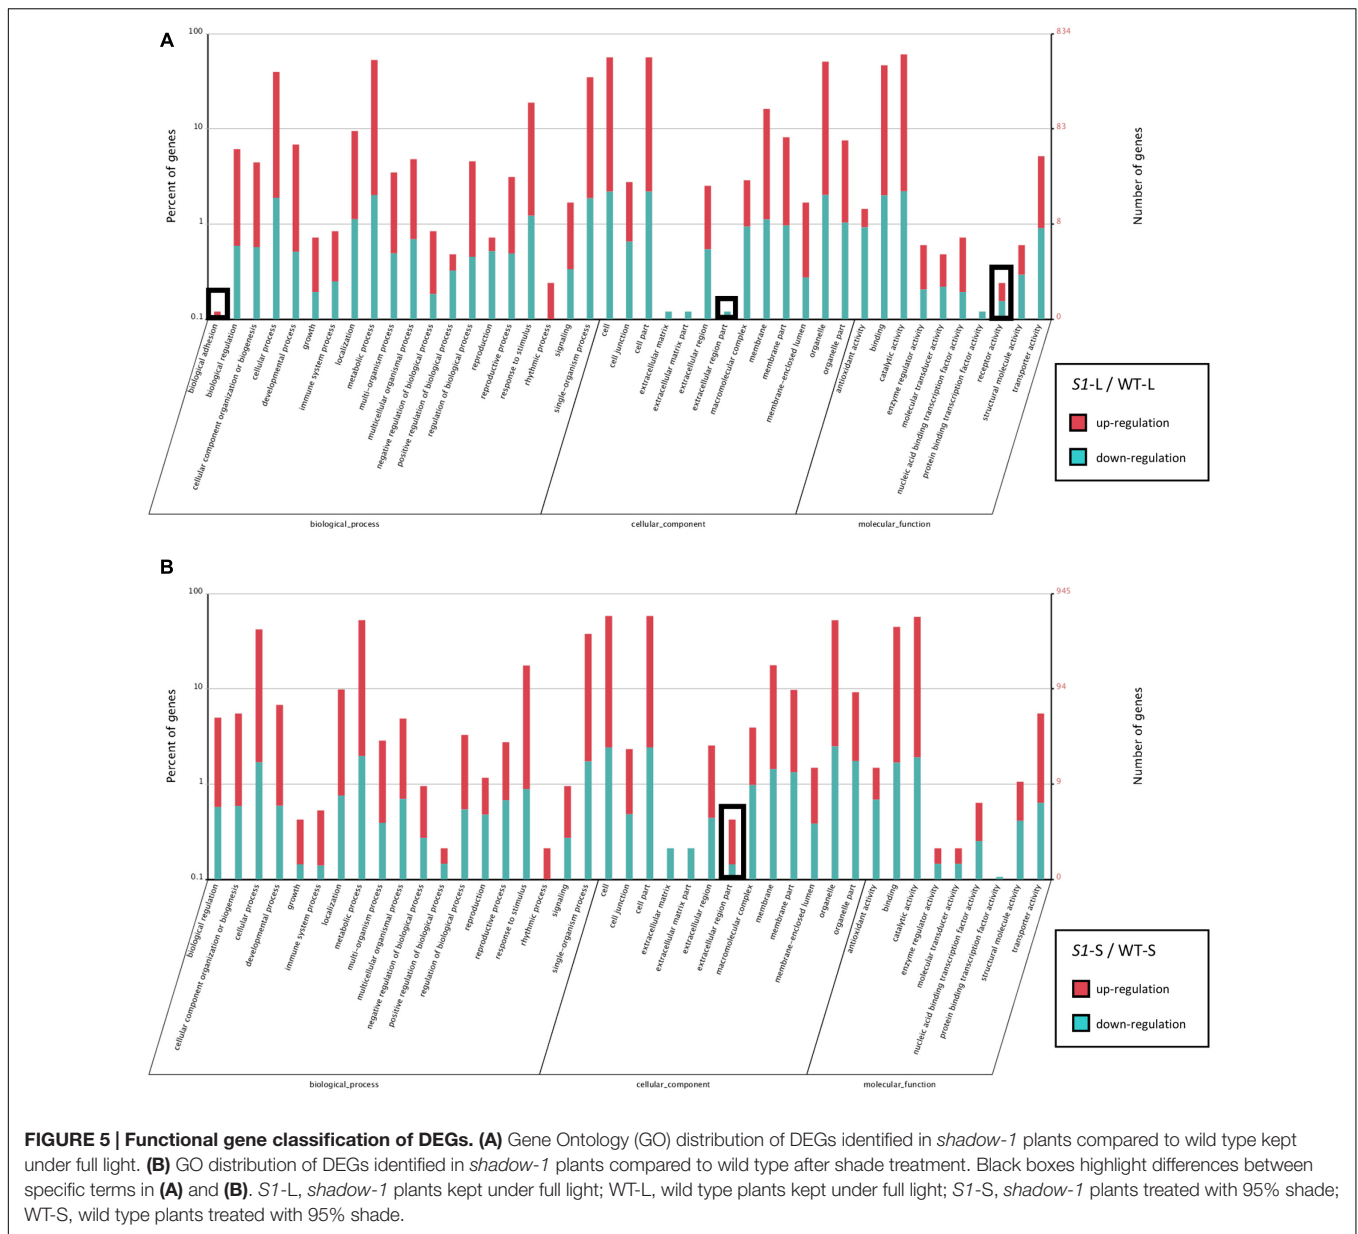 A
100
10
1
0.1
Percent of genes
834
83
8
0
Number of genes
biological adhesion
biological regulation
cellular component organization or biogenesis
cellular process
developmental process
growth
immune system process
localization
metabolic process
multi-organism process
multicellular organismal process
negative regulation of biological process
positive regulation of biological process
regulation of biological process
reproduction
reproductive process
response to stimulus
rhythmic process
signaling
single-organism process
cell
cell junction
cell part
extracellular matrix
extracellular matrix part
extracellular region
extracellular region part
macromolecular complex
membrane
membrane part
membrane-enclosed lumen
organelle
organelle part
antioxidant activity
binding
catalytic activity
enzyme regulator activity
molecular transducer activity
nucleic acid binding transcription factor activity
protein binding transcription factor activity
receptor activity
structural molecule activity
transporter activity
biological_process
cellular_component
molecular_function
S1-L / WT-L
up-regulation
down-regulation
B
100
10
1
0.1
Percent of genes
945
94
9
0
Number of genes
biological regulation
cellular component organization or biogenesis
cellular process
developmental process
growth
immune system process
localization
metabolic process
multi-organism process
multicellular organismal process
negative regulation of biological process
positive regulation of biological process
regulation of biological process
reproduction
reproductive process
response to stimulus
rhythmic process
signaling
single-organism process
cell
cell junction
cell part
extracellular matrix
extracellular matrix part
extracellular region
extracellular region part
macromolecular complex
membrane
membrane part
membrane-enclosed lumen
organelle
organelle part
antioxidant activity
binding
catalytic activity
enzyme regulator activity
molecular transducer activity
nucleic acid binding transcription factor activity
protein binding transcription factor activity
structural molecule activity
transporter activity
biological_process
cellular_component
molecular_function
S1-S / WT-S
up-regulation
down-regulation
FIGURE 5 | Functional gene classification of DEGs. (A) Gene Ontology (GO) distribution of DEGs identified in shadow-1 plants compared to wild type kept
under full light. (B) GO distribution of DEGs identified in shadow-1 plants compared to wild type after shade treatment. Black boxes highlight differences between
specific terms in (A) and (B). S1-L, shadow-1 plants kept under full light; WT-L, wild type plants kept under full light; S1-S, shadow-1 plants treated with 95% shade;
WT-S, wild type plants treated with 95% shade.